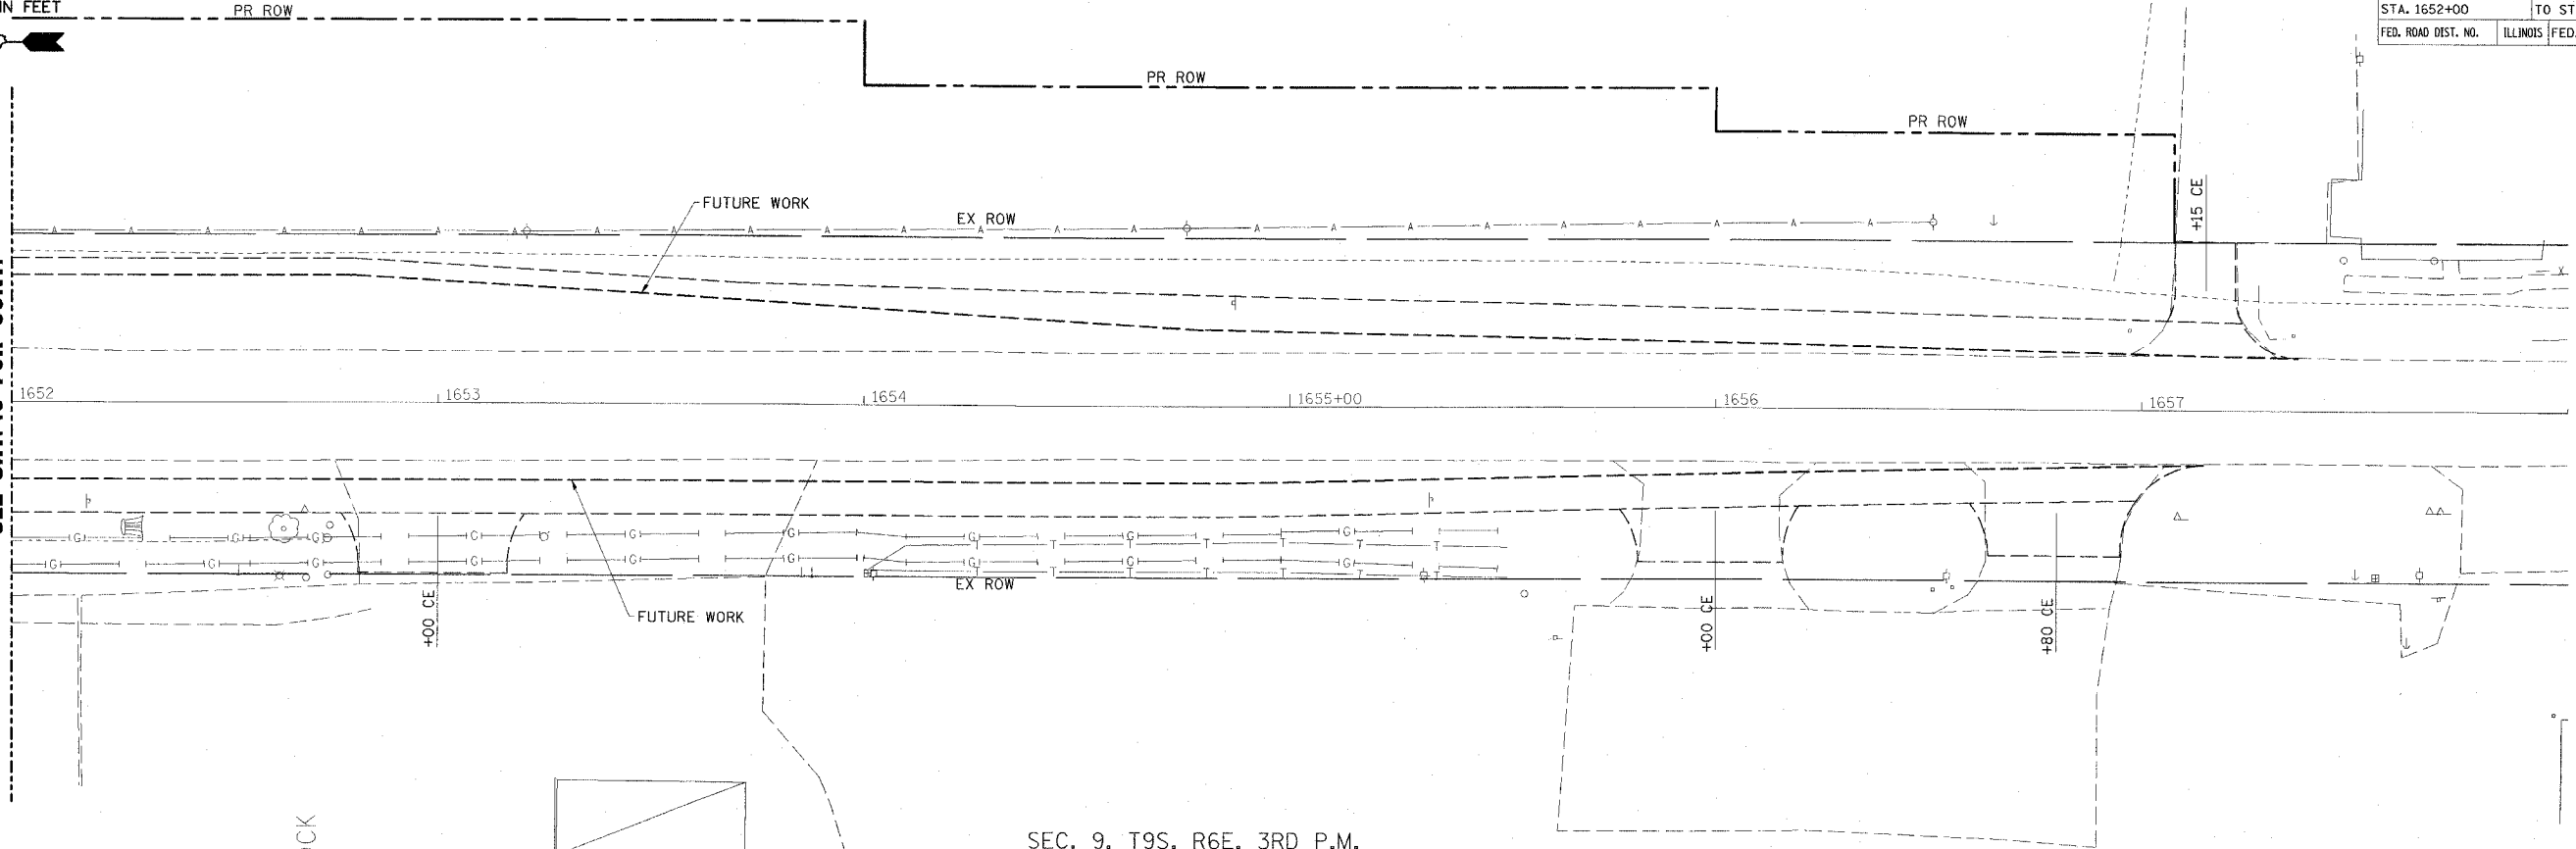 IN FEET
PR ROW
STA. 1652+00
TO ST
FED. ROAD DIST. NO.
ILLINOIS
FED.
PR ROW
PR ROW
FUTURE WORK
EX ROW
+15 CE
A A A A A A A A A A A A A A A A A A A A A A A A
X
1652
1653
1654
1655+00
1656
1657
G G G G G G G G G
T T T T T T T
G G G G G G G G G
T T T T T T T
EX ROW
+00 CE
FUTURE WORK
+00 CE
+80 CE
CK
SEC. 9, T9S, R6E, 3RD P.M.